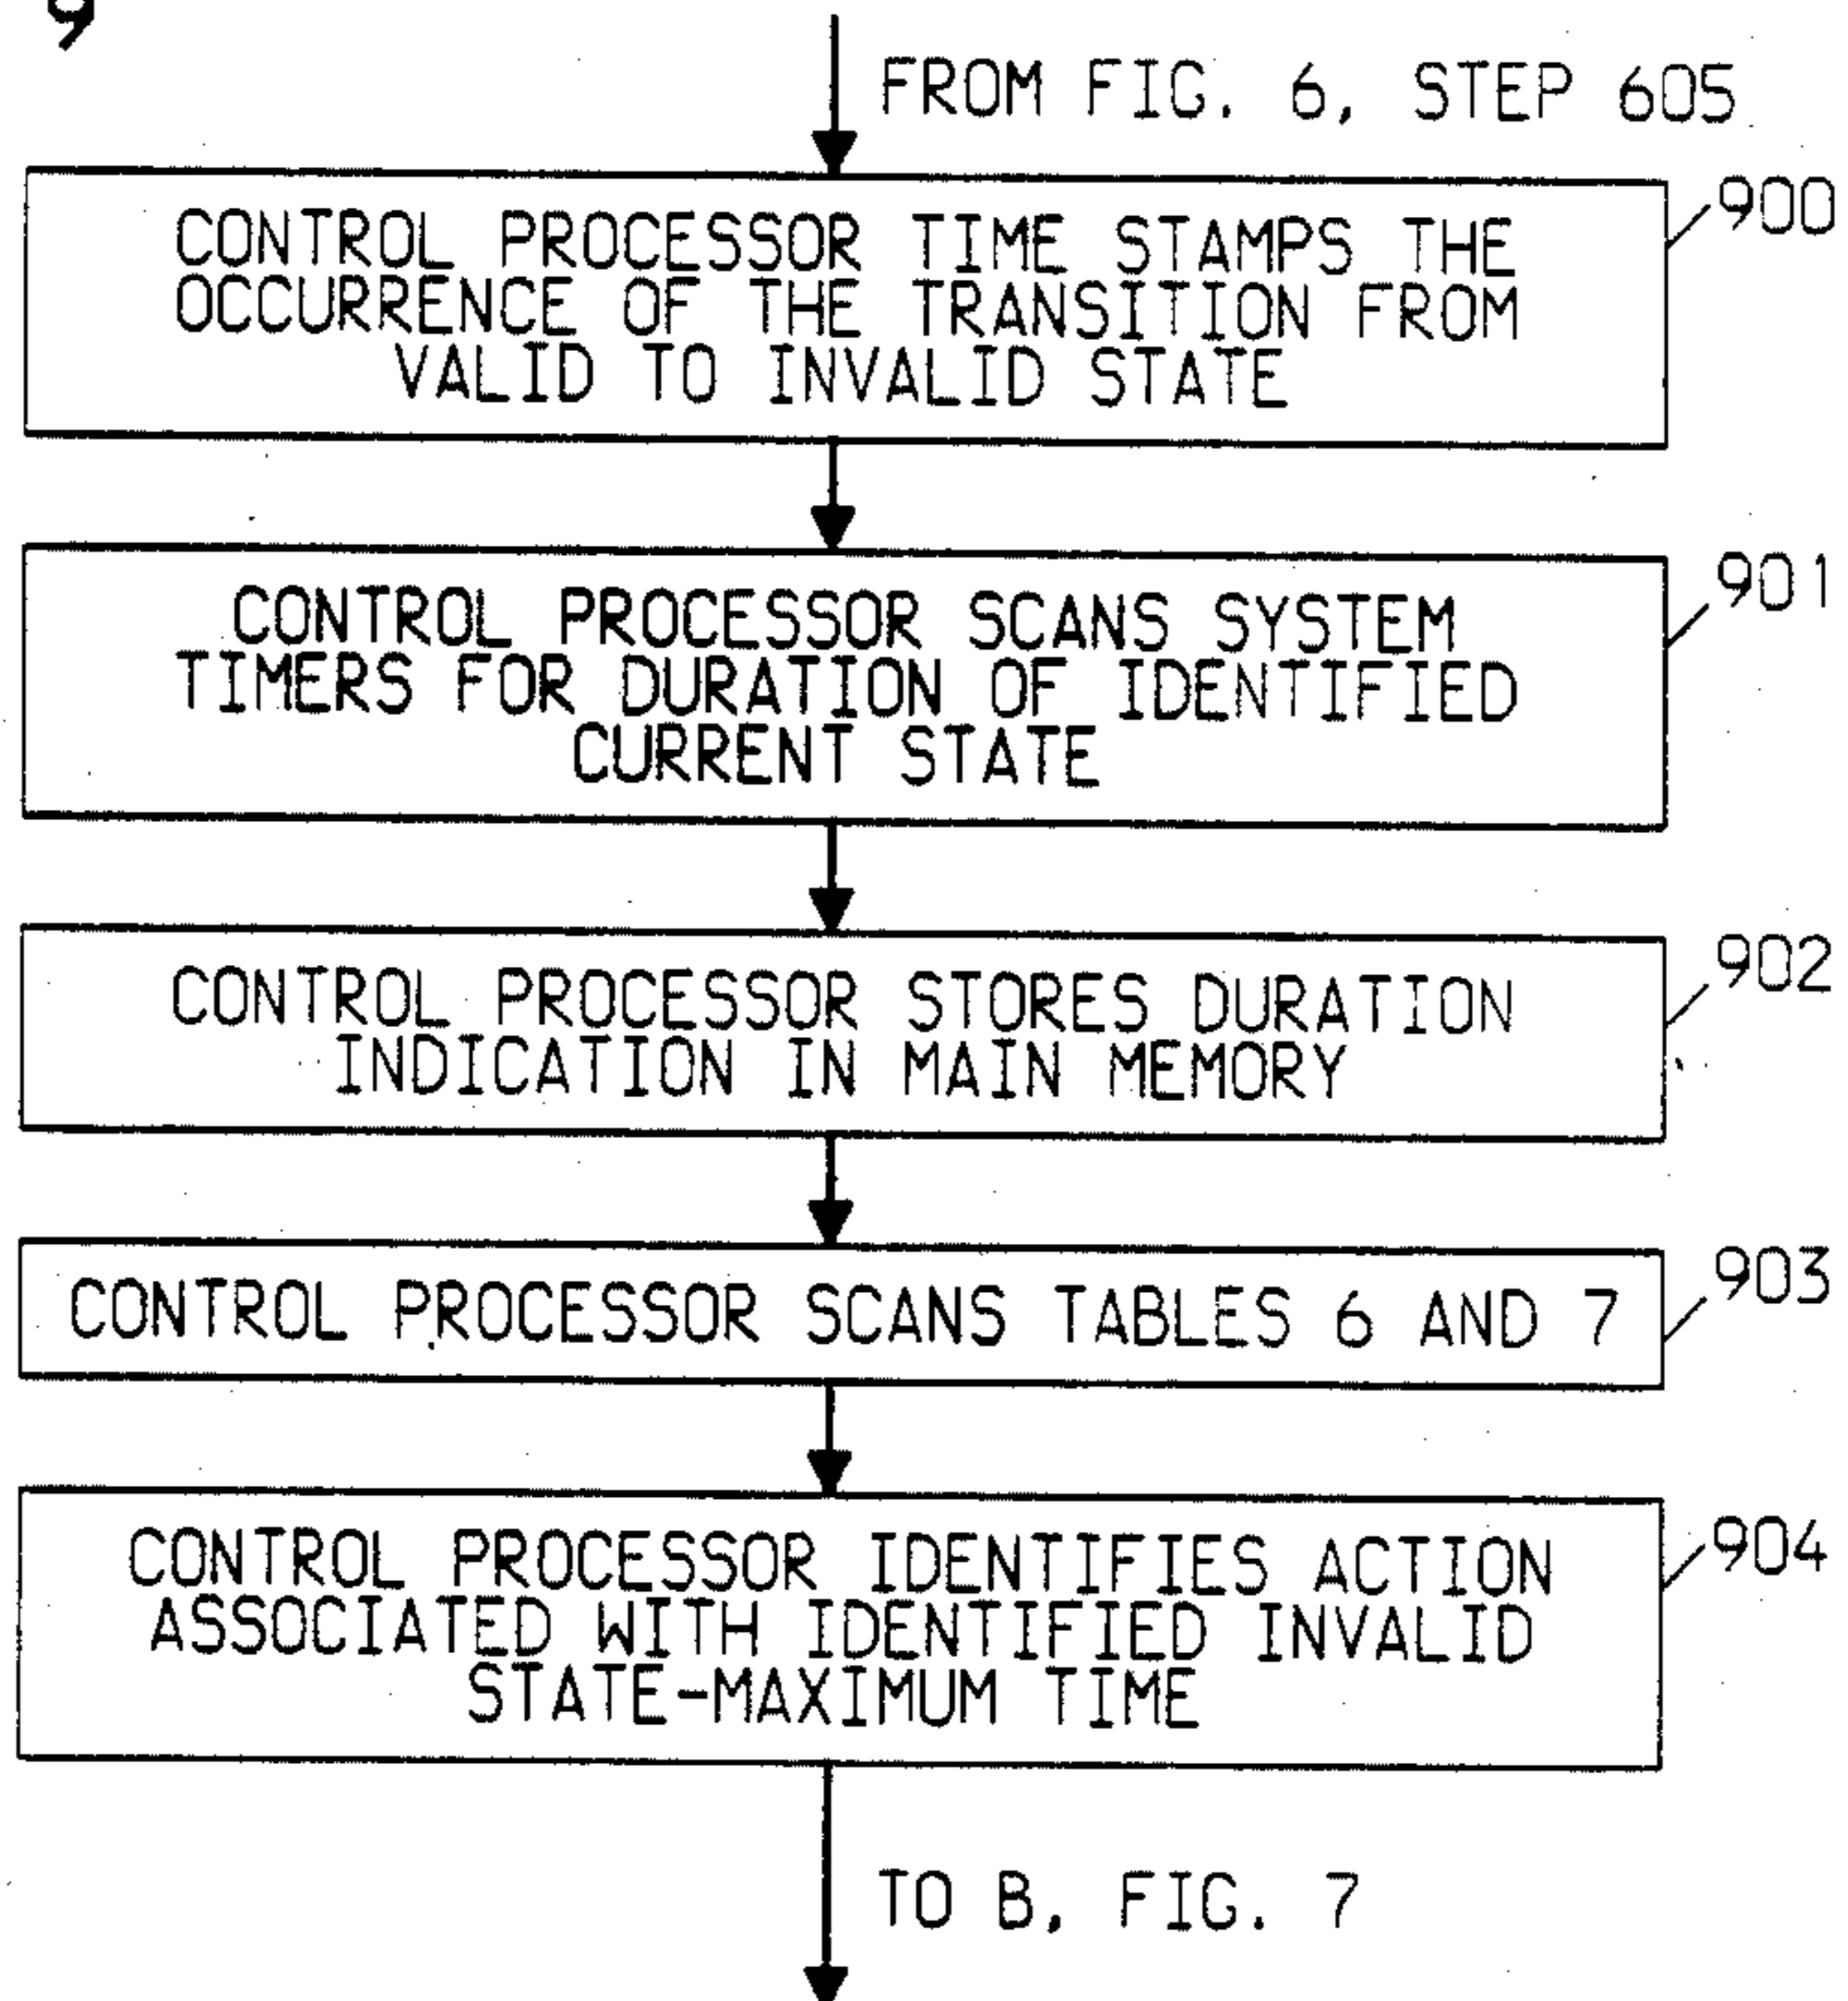 9
FROM FIG. 6, STEP 605
900
CONTROL PROCESSOR TIME STAMPS THE
OCCURRENCE OF THE TRANSITION FROM
VALID TO INVALID STATE
901
CONTROL PROCESSOR SCANS SYSTEM
TIMERS FOR DURATION OF IDENTIFIED
CURRENT STATE
902
CONTROL PROCESSOR STORES DURATION
INDICATION IN MAIN MEMORY
903
CONTROL PROCESSOR SCANS TABLES 6 AND 7
904
CONTROL PROCESSOR IDENTIFIES ACTION
ASSOCIATED WITH IDENTIFIED INVALID
STATE-MAXIMUM TIME
TO B, FIG. 7